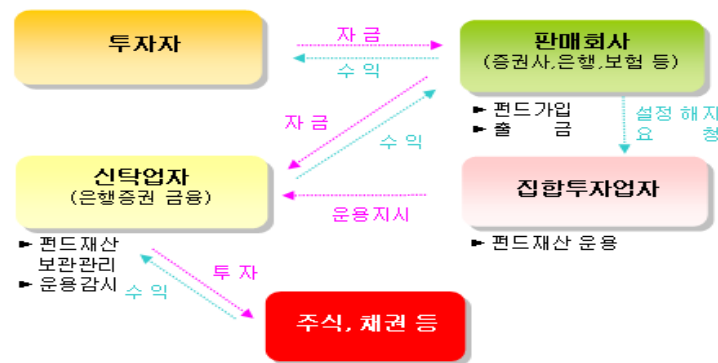 투자자
자 금
수 익
판매회사
(증권사,은행,보험 등)
► 펀드가입
► 출 금
설정 해지
요 청
자 금
수 익
신탁업자
(은행증권 금융)
운용지시
집합투자업자
► 펀드재산
보관관리
► 운용감시
► 펀드재산 운용
투 자
수 익
주식, 채권 등